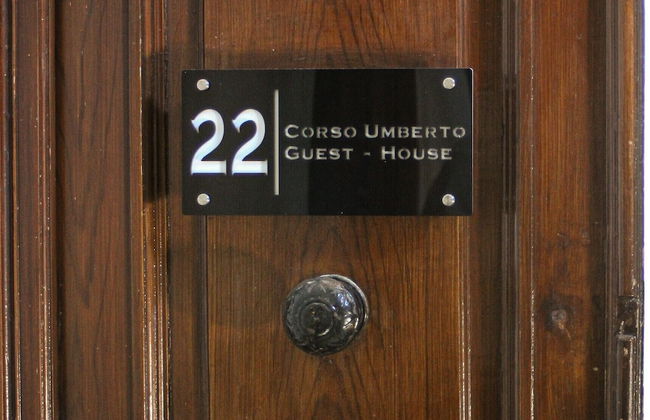 22
Corso Umberto
Guest - House